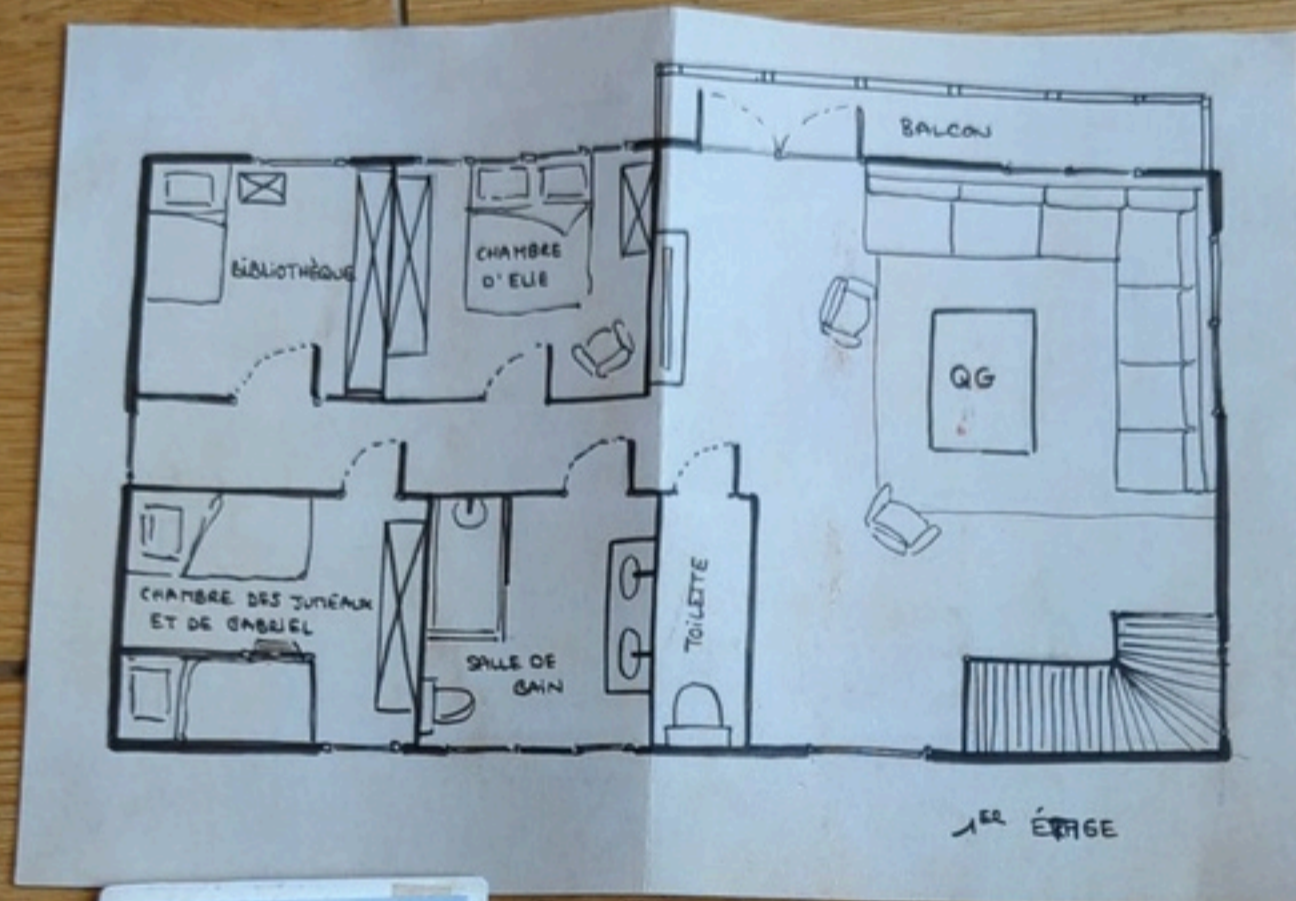 BALCON
BIBLIOTHÈQUE
CHAMBRE
D'ELIE
QG
CHAMBRE DES JUMEAUX
ET DE GABRIEL
SALLE DE
BAIN
TOILETTE
1ER ÉTAGE